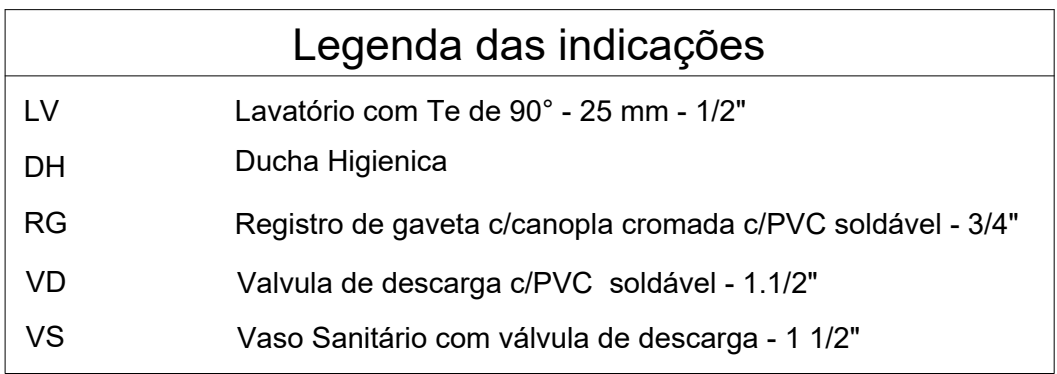 Legenda das indicações
LV Lavatório com Te de 90° - 25 mm - 1/2"
DH Ducha Higienica
RG Registro de gaveta c/canopla cromada c/PVC soldável - 3/4"
VD Valvula de descarga c/PVC  soldável - 1.1/2"
VS Vaso Sanitário com válvula de descarga - 1 1/2"